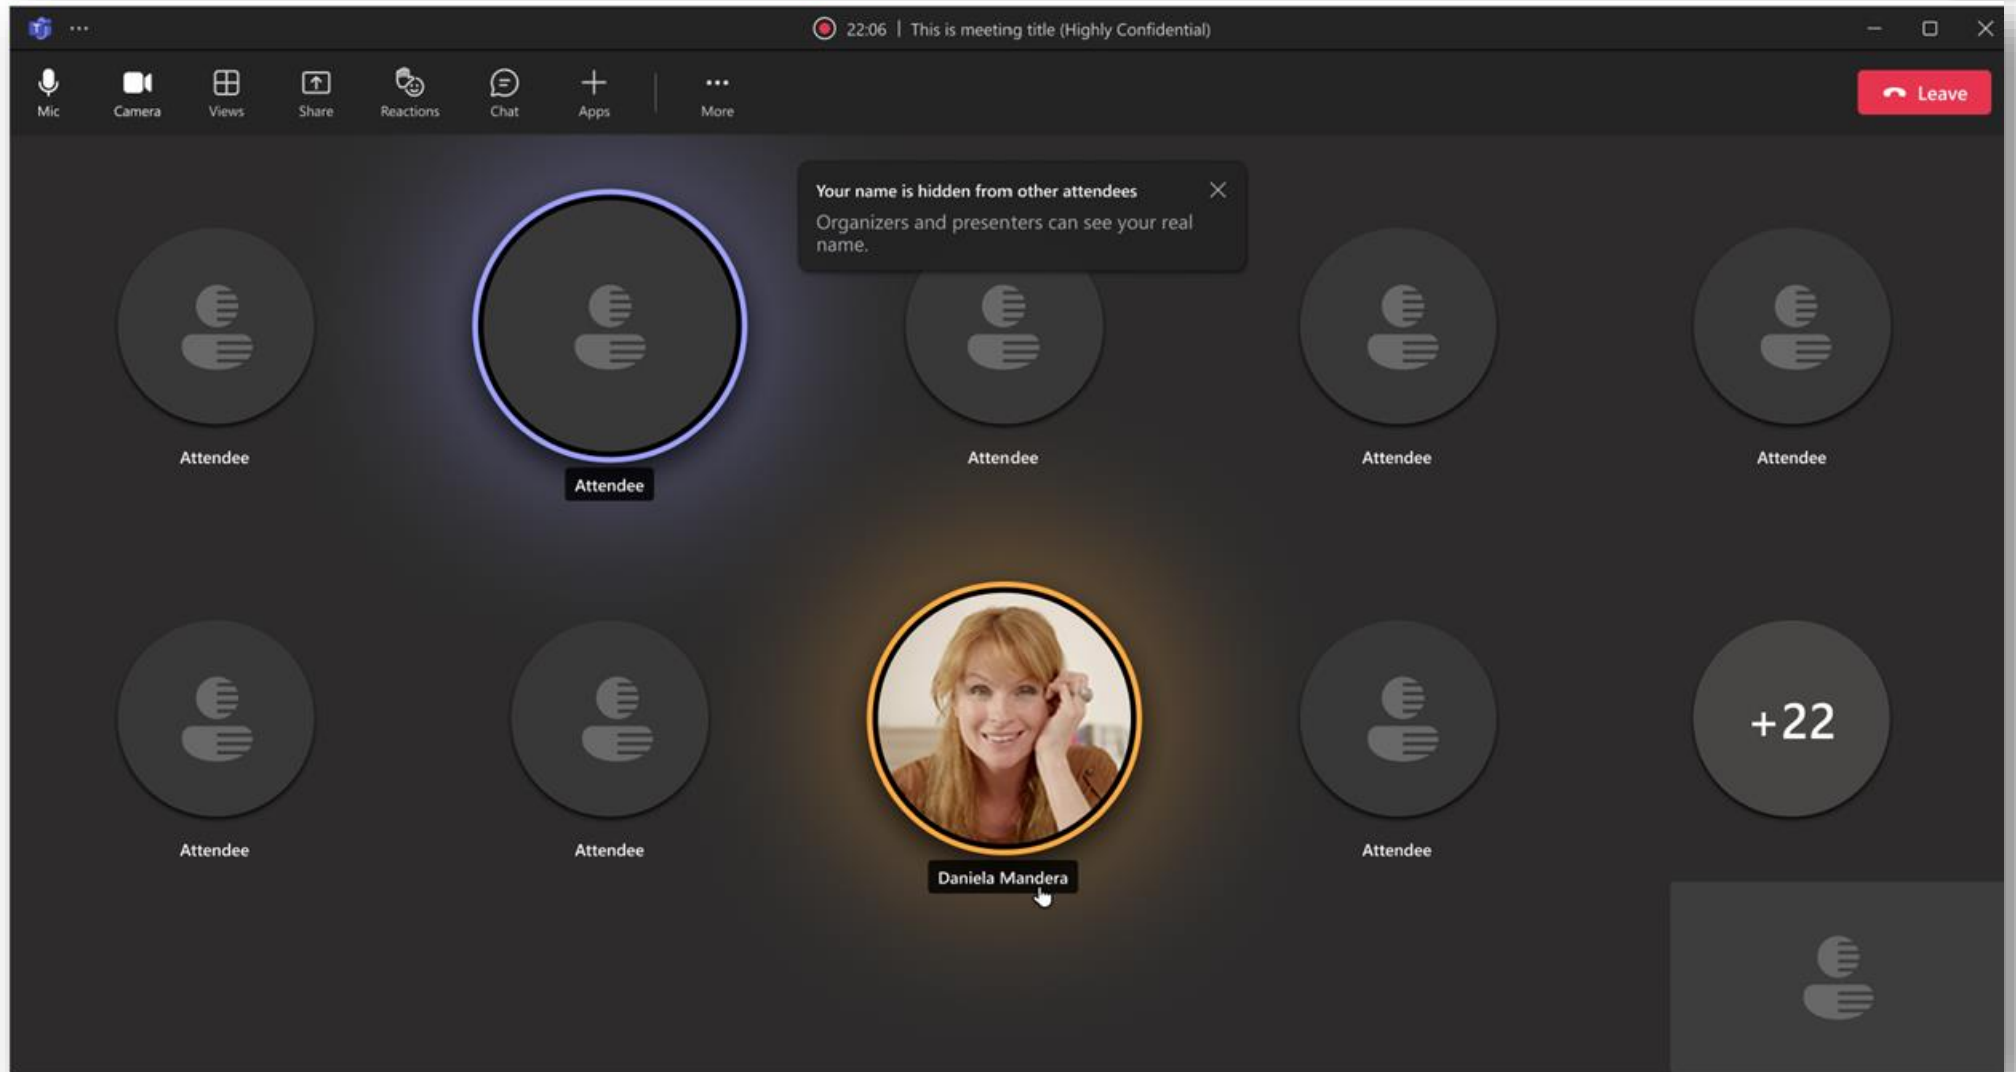 22:06 | This is meeting title (Highly Confidential)
Mic
Camera
Views
Share
Reactions
Chat
Apps
More
Leave
Your name is hidden from other attendees
Organizers and presenters can see your real
name.
Attendee
Attendee
Attendee
Attendee
Attendee
Attendee
Attendee
Daniela Mandera
Attendee
+22